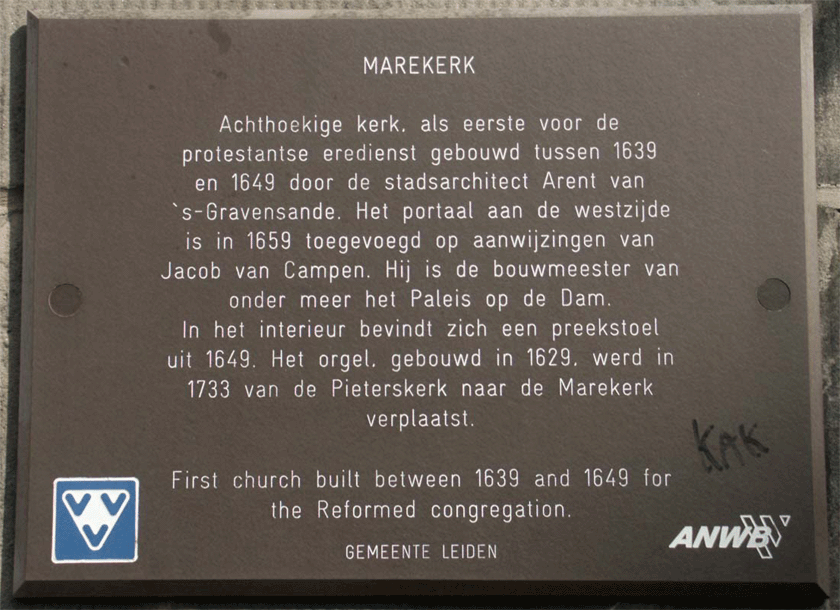 MAREKERK
Achthoekige kerk, als eerste voor de
protestantse eredienst gebouwd tussen 1639
en 1649 door de stadsarchitect Arent van
`s-Gravensande. Het portaal aan de westzijde
is in 1659 toegevoegd op aanwijzingen van
Jacob van Campen. Hij is de bouwmeester van
onder meer het Paleis op de Dam.
In het interieur bevindt zich een preekstoel
uit 1649. Het orgel, gebouwd in 1629, werd in
1733 van de Pieterskerk naar de Marekerk
verplaatst.
KAK
First church built between 1639 and 1649 for
the Reformed congregation.
GEMEENTE LEIDEN
VVV
ANWB